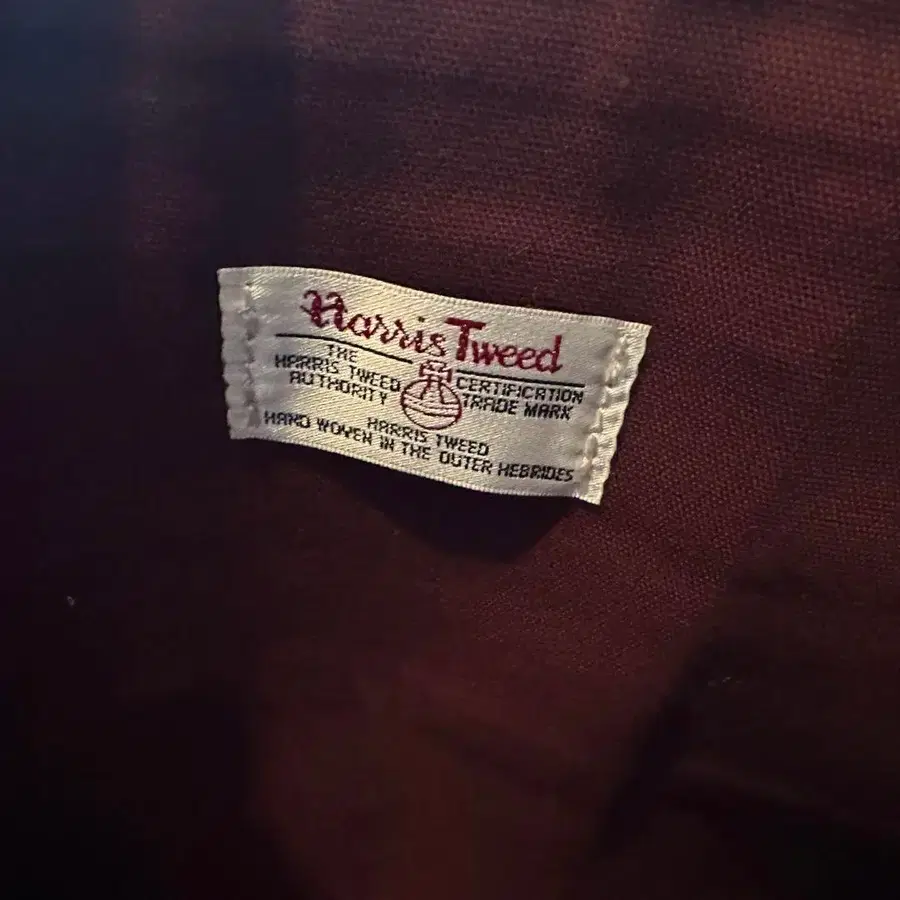 Harris Tweed
THE
HARRIS TWEED
AUTHORITY
CERTIFICATION
TRADE MARK
HARRIS TWEED
HAND WOVEN IN THE OUTER HEBRIDES